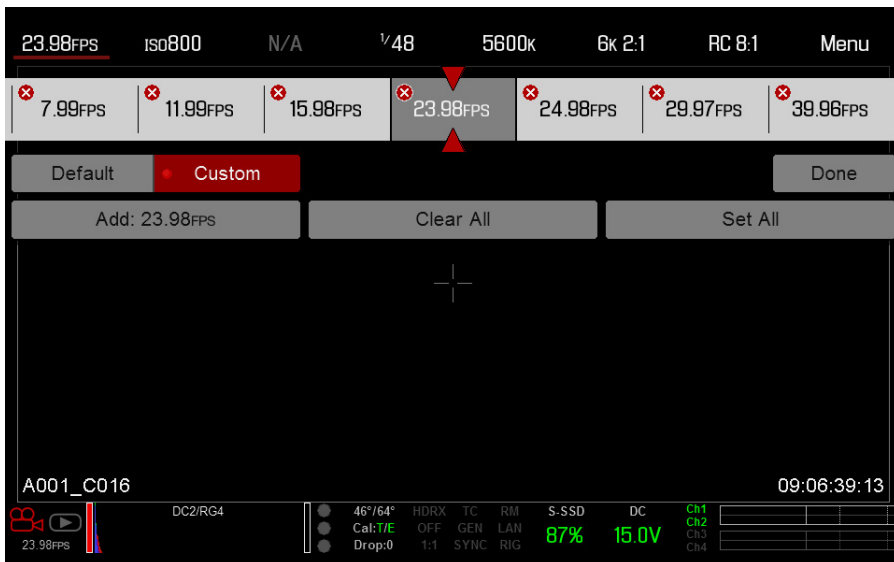 23.98FPS ISO800 N/A 1/48 5600K 6K 2:1 RC 8:1 Menu
7.99FPS 11.99FPS 15.98FPS 23.98FPS 24.98FPS 29.97FPS 39.96FPS
Default Custom Done
Add: 23.98FPS Clear All Set All
A001_C016 09:06:39:13
DC2/RG4 46°/64° HDRX TC RM S-SSD DC Ch1
Cal:T/E OFF GEN LAN 87% 15.0V Ch2
23.98FPS Drop:0 1:1 SYNC RIG Ch3
Ch4